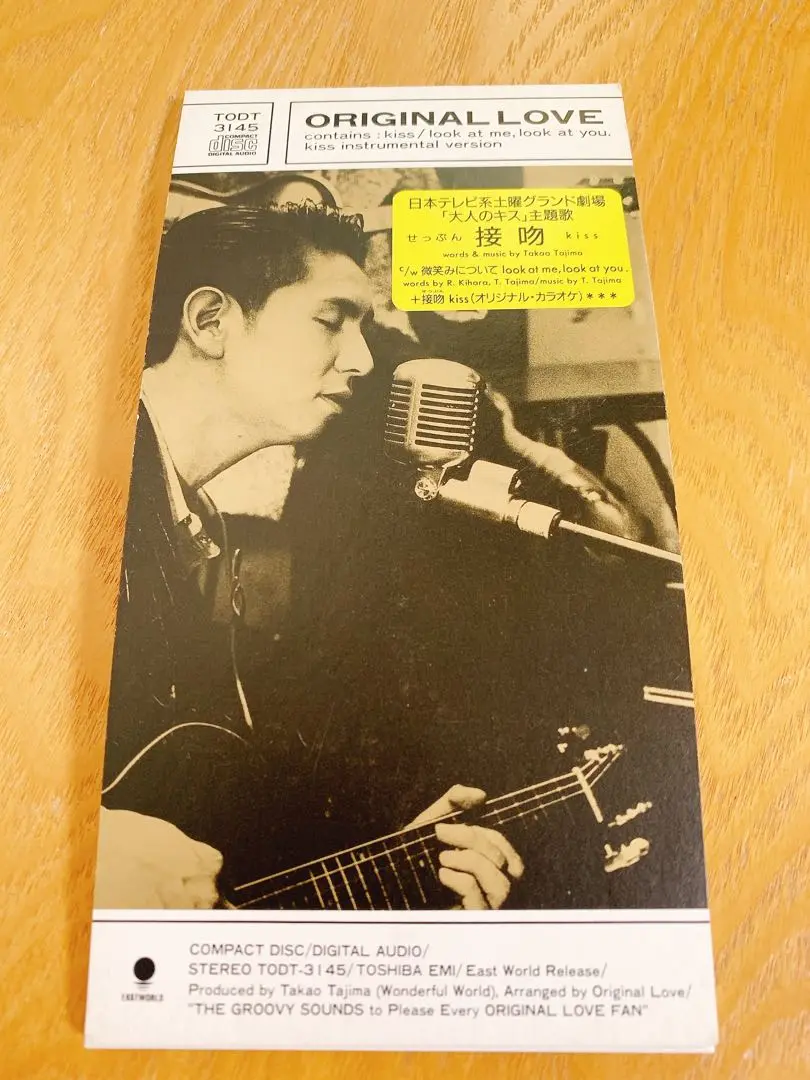 TODT
3145
COMPACT
disc
DIGITAL AUDIO
ORIGINAL LOVE
contains : kiss / look at me, look at you.
kiss instrumental version
日本テレビ系土曜グランド劇場
「大人のキス」主題歌
せっぷん 接吻 kiss
words & music by Takao Tajima
c/w 微笑みについて look at me, look at you.
words by R. Kihara, T. Tajima/music by T. Tajima
せっぷん
+接吻 kiss(オリジナル・カラオケ)＊＊＊
COMPACT DISC/DIGITAL AUDIO/
STEREO TODT-3145/TOSHIBA EMI/East World Release/
Produced by Takao Tajima (Wonderful World), Arranged by Original Love/
"THE GROOVY SOUNDS to Please Every ORIGINAL LOVE FAN"
EASTWORLD